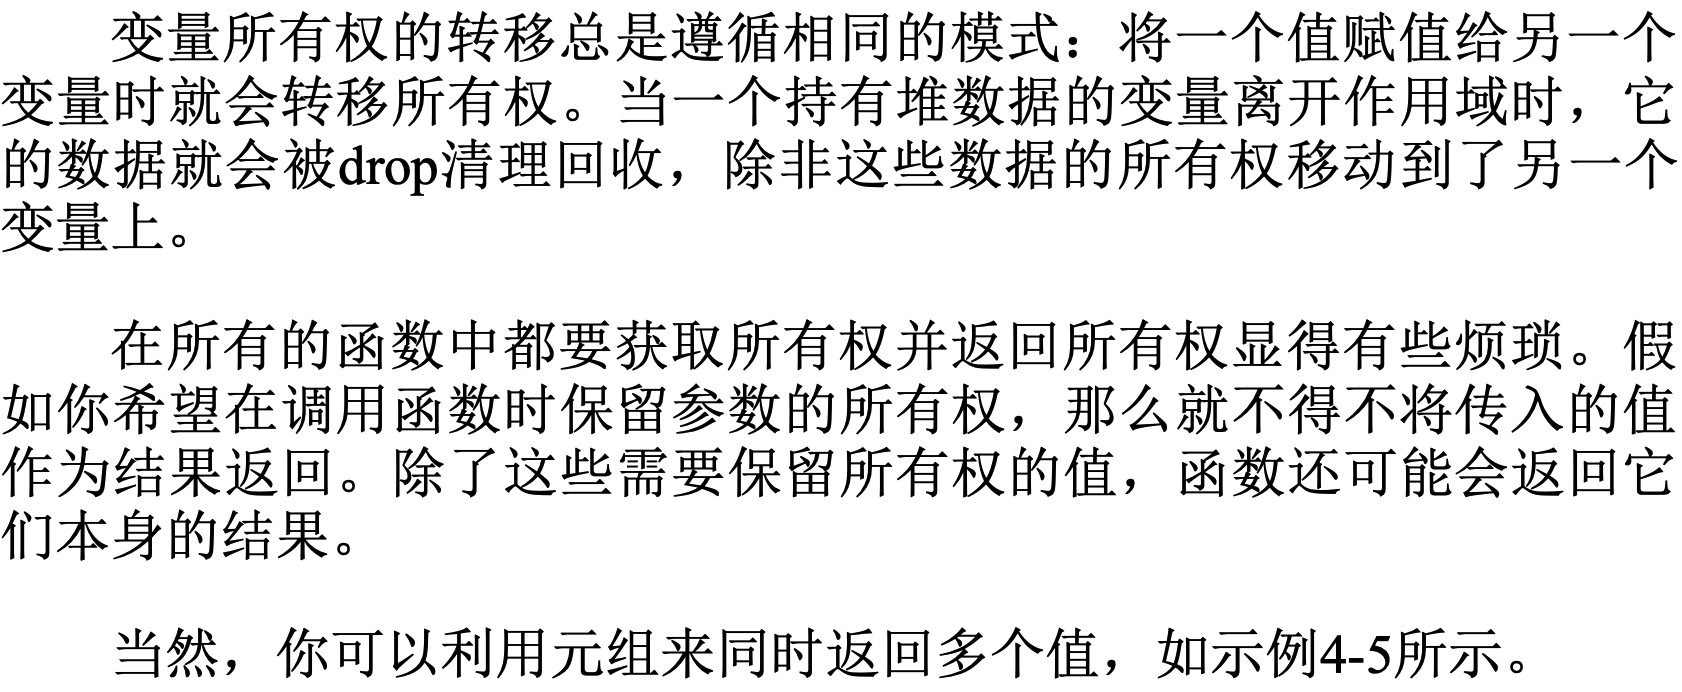 变量所有权的转移总是遵循相同的模式：将一个值赋值给另一个
变量时就会转移所有权。当一个持有堆数据的变量离开作用域时，它
的数据就会被drop清理回收，除非这些数据的所有权移动到了另一个
变量上。
在所有的函数中都要获取所有权并返回所有权显得有些烦琐。假
如你希望在调用函数时保留参数的所有权，那么就不得不将传入的值
作为结果返回。除了这些需要保留所有权的值，函数还可能会返回它
们本身的结果。
当然，你可以利用元组来同时返回多个值，如示例4-5所示。